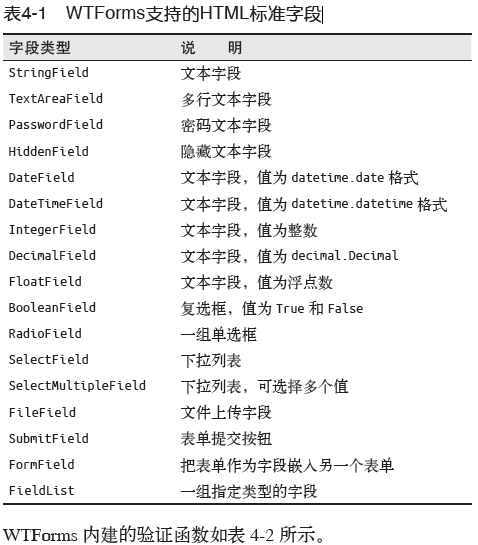 表4-1 WTForms支持的HTML标准字段
字段类型 说 明
StringField 文本字段
TextAreaField 多行文本字段
PasswordField 密码文本字段
HiddenField 隐藏文本字段
DateField 文本字段，值为 datetime.date 格式
DateTimeField 文本字段，值为 datetime.datetime 格式
IntegerField 文本字段，值为整数
DecimalField 文本字段，值为 decimal.Decimal
FloatField 文本字段，值为浮点数
BooleanField 复选框，值为 True 和 False
RadioField 一组单选框
SelectField 下拉列表
SelectMultipleField 下拉列表，可选择多个值
FileField 文件上传字段
SubmitField 表单提交按钮
FormField 把表单作为字段嵌入另一个表单
FieldList 一组指定类型的字段
WTForms 内建的验证函数如表 4-2 所示。